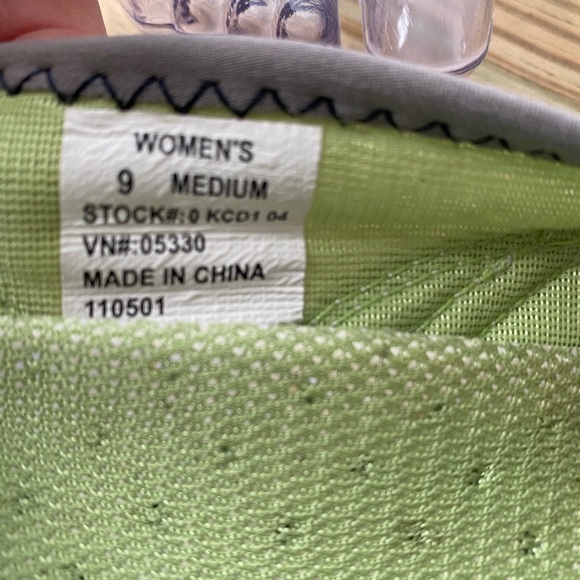 WOMEN'S
9 MEDIUM
STOCK#:0 KCD1 04
VN#:05330
MADE IN CHINA
110501